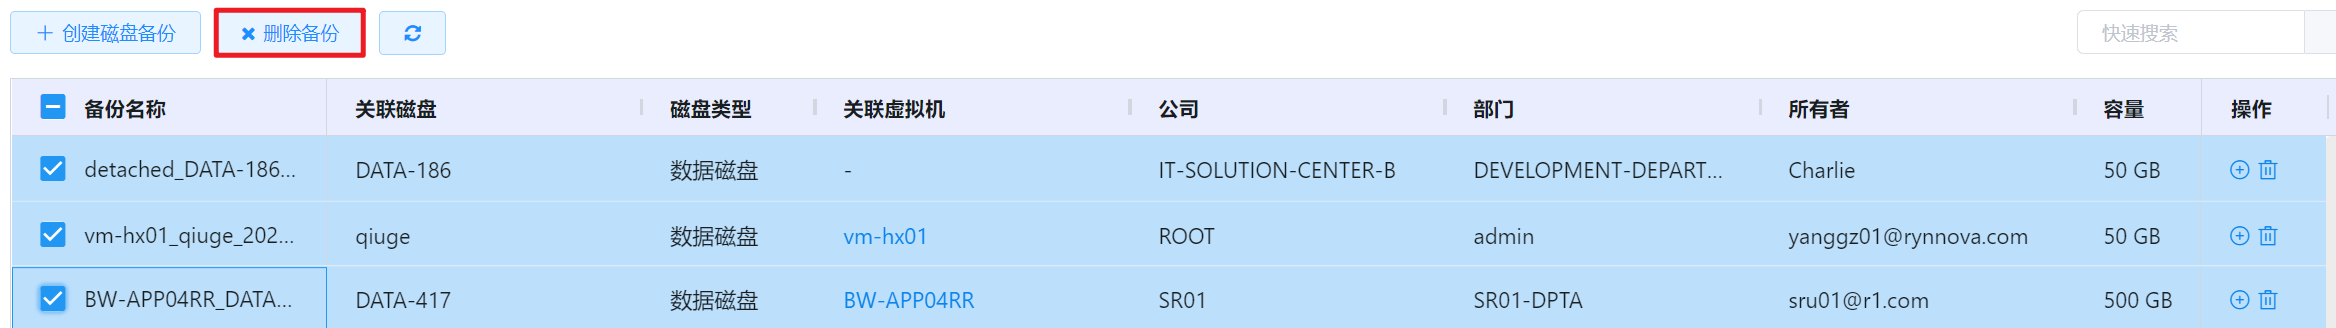 创建磁盘备份 删除备份 快速搜索
备份名称 关联磁盘 磁盘类型 关联虚拟机 公司 部门 所有者 容量 操作
detached_DATA-186... DATA-186 数据磁盘 - IT-SOLUTION-CENTER-B DEVELOPMENT-DEPART... Charlie 50 GB
vm-hx01_qiuge_202... qiuge 数据磁盘 vm-hx01 ROOT admin yanggz01@rynnova.com 50 GB
BW-APP04RR_DATA... DATA-417 数据磁盘 BW-APP04RR SR01 SR01-DPTA sru01@r1.com 500 GB